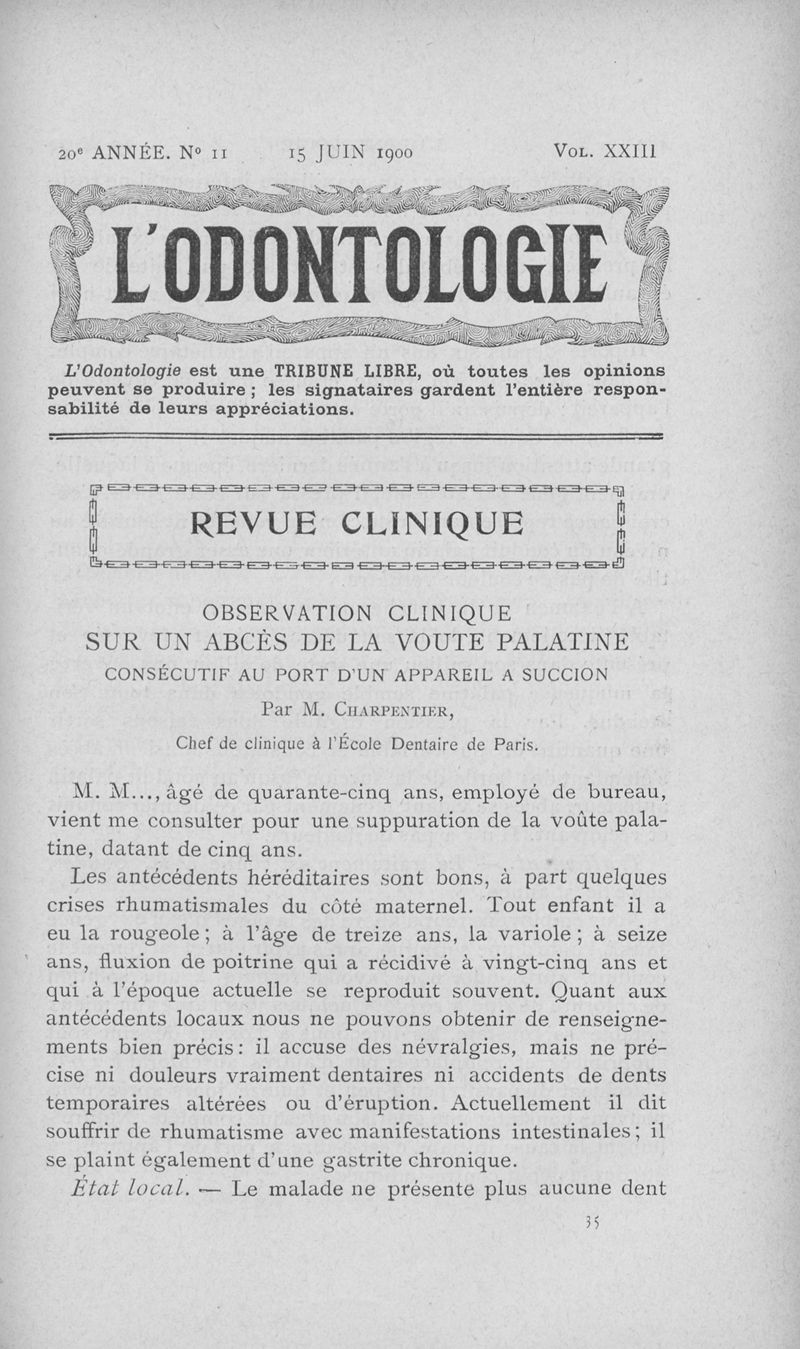 20e ANNÉE. No 11 15 JUIN 1900 VOL. XXIII
L'ODONTOLOGIE
L'Odontologie est une TRIBUNE LIBRE, où toutes les opinions
peuvent se produire ; les signataires gardent l'entière respon-
sabilité de leurs appréciations.
REVUE CLINIQUE
OBSERVATION CLINIQUE
SUR UN ABCÈS DE LA VOUTE PALATINE
CONSÉCUTIF AU PORT D'UN APPAREIL A SUCCION
Par M. CHARPENTIER,
Chef de clinique à l'École Dentaire de Paris.
M. M..., âgé de quarante-cinq ans, employé de bureau,
vient me consulter pour une suppuration de la voûte pala-
tine, datant de cinq ans.
Les antécédents héréditaires sont bons, à part quelques
crises rhumatismales du côté maternel. Tout enfant il a
eu la rougeole ; à l'âge de treize ans, la variole ; à seize
ans, fluxion de poitrine qui a récidivé à vingt-cinq ans et
qui à l'époque actuelle se reproduit souvent. Quant aux
antécédents locaux nous ne pouvons obtenir de renseigne-
ments bien précis : il accuse des névralgies, mais ne pré-
cise ni douleurs vraiment dentaires ni accidents de dents
temporaires altérées ou d'éruption. Actuellement il dit
souffrir de rhumatisme avec manifestations intestinales ; il
se plaint également d'une gastrite chronique.
État local. — Le malade ne présente plus aucune dent
35